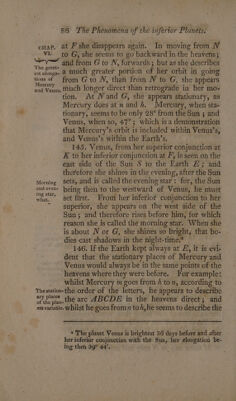 86 The Phenomena of the inferior Planets.
CHAP.
VI.
The great-
est elonga-
tions of
Mercury
and Venus.
Morning
and even-
ing star,
what.
The station-
ary places
of the plan-
ets variable.
at F she disappears again. In moving from N
to G, she seems to go backward in the heavens;
and from G to N, forwards; but as she describes
a much greater portion of her orbit in going
from G to N, than from N to G, she appears
much longer direct than retrograde in her mo-
tion. At N and G, she appears stationary, as
Mercury does at n and h. Mercury, when sta-
tionary, seems to be only 28° from the Sun; and
Venus, when so, 47°; which is a demonstration
that Mercury's orbit is included within Venus's,
and Venus's within the Earth's.
145. Venus, from her superior conjunction at
K to her inferior conjunction at F, is seen on the
east side of the Sun S to the Earth E; and
therefore she shines in the evening, after the Sun
sets, and is called the evening star: for, the Sun
being then to the westward of Venus, he must
set first. From her inferior conjunction to her
superior, she appears on the west side of the
Sun; and therefore rises before him, for which
reason she is called the morning star. When she
is about N or G, she shines so bright, that bo-
dies cast shadows in the night-time.*
146. If the Earth kept always at E, it is evi-
dent that the stationary places of Mercury and
Venus would always be in the same points of the
heavens where they were before. For example:
whilst Mercury m goes from h to n, according to
the order of the letters, he appears to describe
the arc ABCDE in the heavens direct; and
whilst he goes from n to h, he seems to describe the
* The planet Venus is brightest 36 days before and after
her inferior conjunction with the Sun, her elongation be-
ing then 39° 44'.